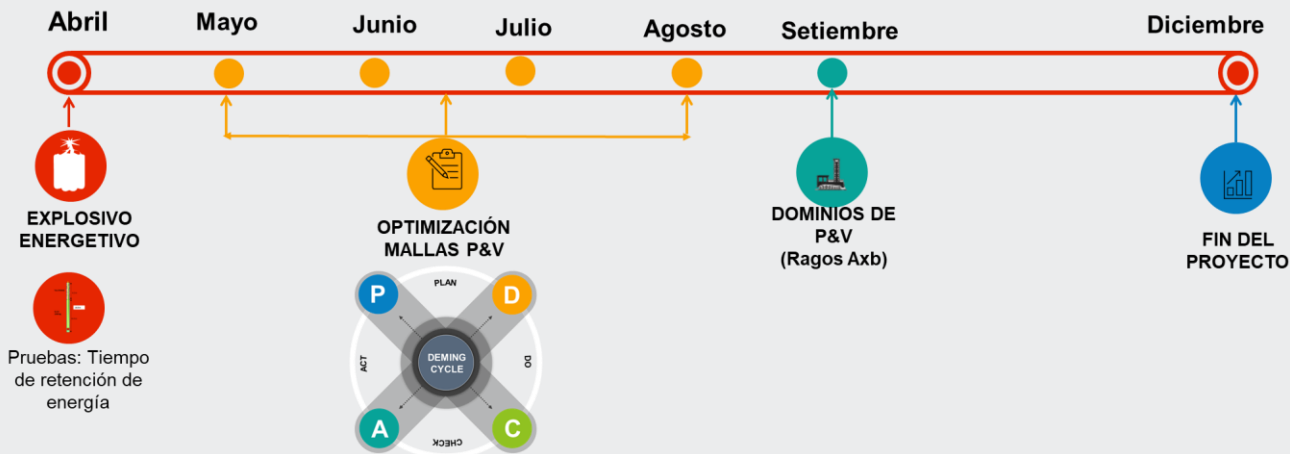 Abril
Mayo
Junio
Julio
Agosto
Setiembre
Diciembre
EXPLOSIVO
ENERGETIVO
Pruebas: Tiempo
de retención de
energía
OPTIMIZACIÓN
MALLAS P&V
P
PLAN
D
ACT
DEMING
CYCLE
DO
A
CHECK
C
DOMINIOS DE
P&V
(Ragos Axb)
FIN DEL
PROYECTO